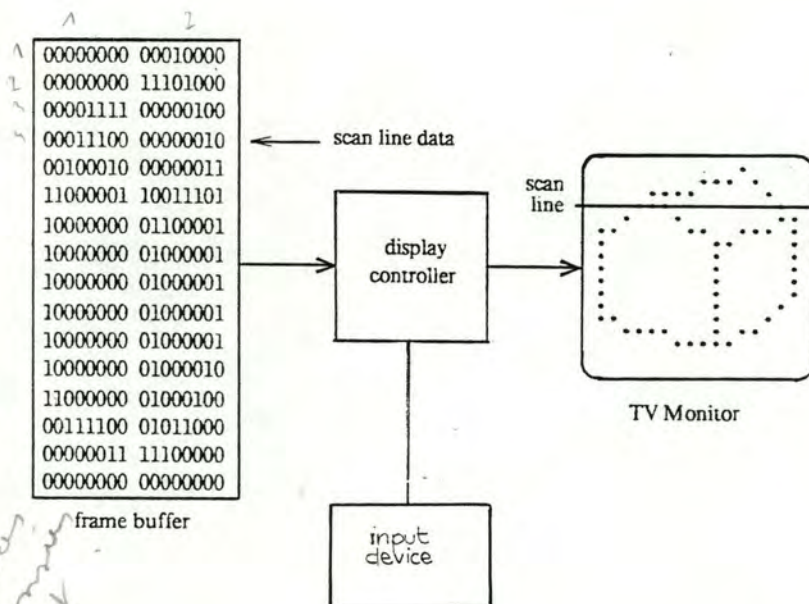 1 2
1 00000000 00010000
2 00000000 11101000
3 00001111 00000100
4 00011100 00000010
00100010 00000011
11000001 10011101
10000000 01100001
10000000 01000001
10000000 01000001
10000000 01000001
10000000 01000001
10000000 01000010
11000000 01000100
00111100 01011000
00000011 11100000
00000000 00000000
frame buffer
scan line data
display
controller
input
device
scan
line
TV Monitor